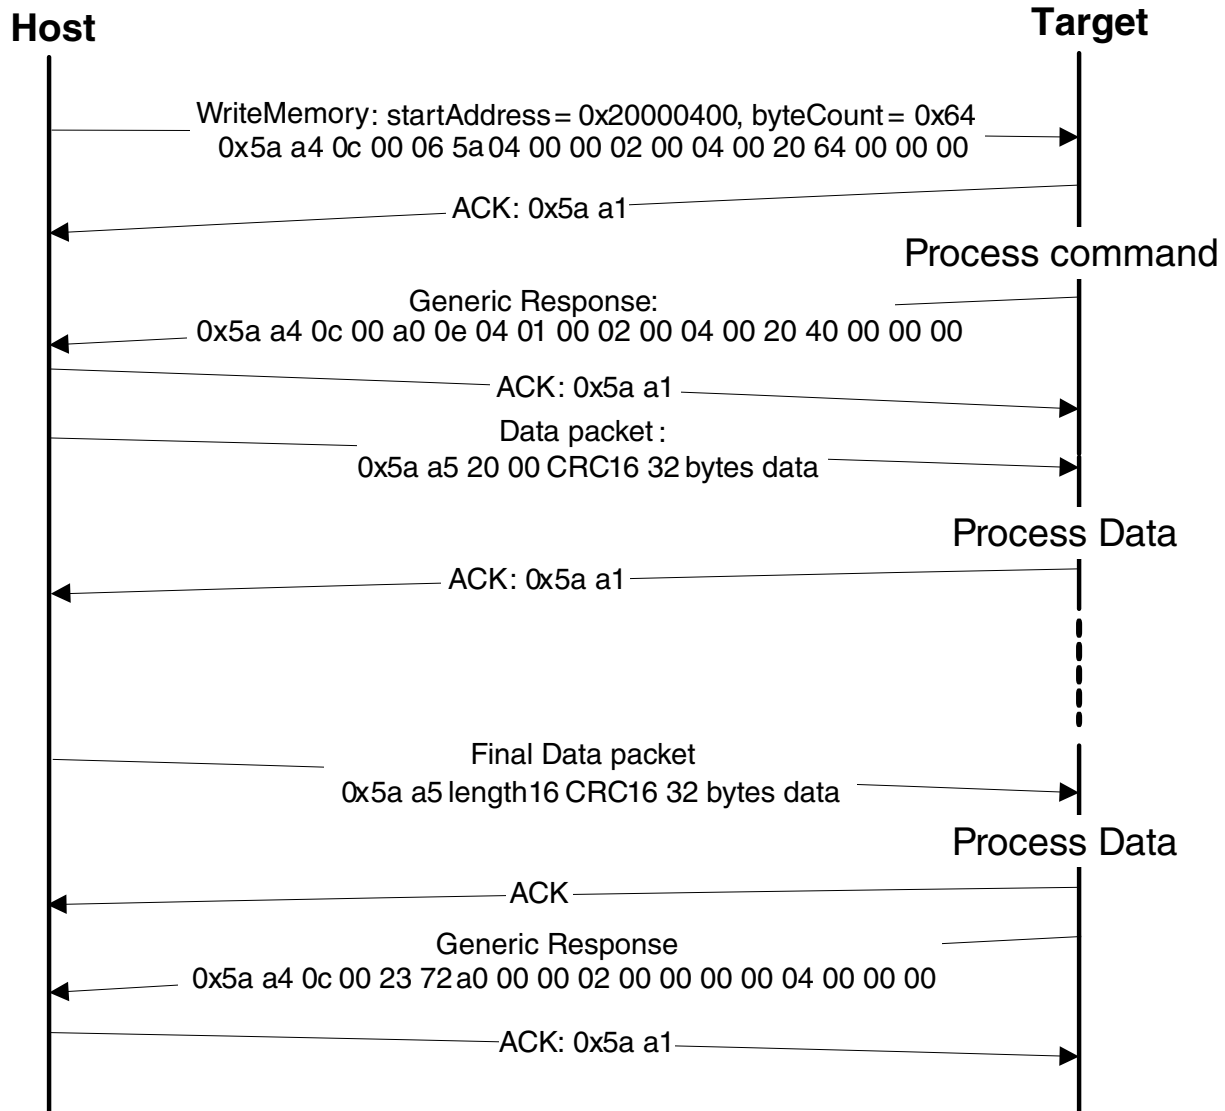 Host
Target
WriteMemory: startAddress = 0x20000400, byteCount = 0x64
0x5a a4 0c 00 06 5a 04 00 00 02 00 04 00 20 64 00 00 00
ACK: 0x5a a1
Process command
Generic Response:
0x5a a4 0c 00 a0 0e 04 01 00 02 00 04 00 20 40 00 00 00
ACK: 0x5a a1
Data packet :
0x5a a5 20 00 CRC16 32 bytes data
Process Data
ACK: 0x5a a1
Final Data packet
0x5a a5 length16 CRC16 32 bytes data
Process Data
ACK
Generic Response
0x5a a4 0c 00 23 72 a0 00 00 02 00 00 00 00 04 00 00 00
ACK: 0x5a a1